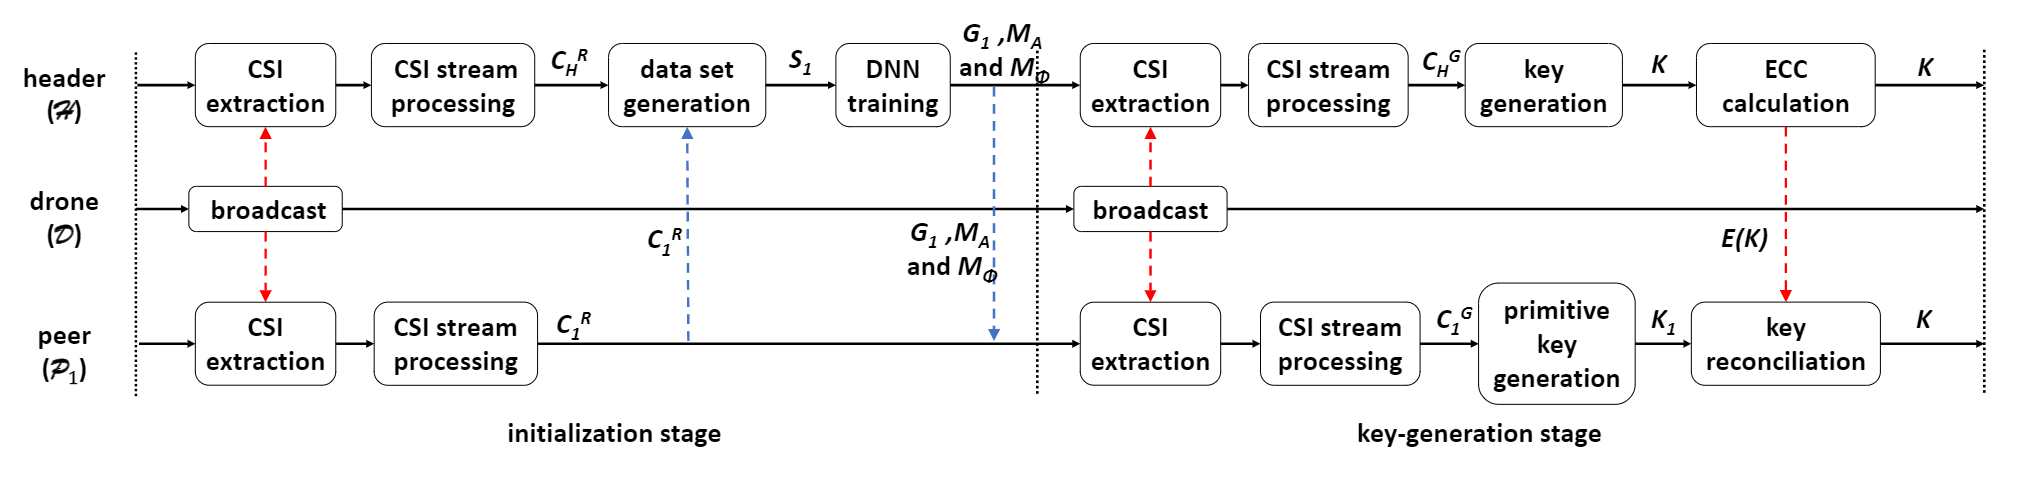 header
(ℋ)
CSI
extraction
CSI stream
processing
C_H^R
data set
generation
S_1
DNN
training
G_1 ,M_A
and M_Φ
CSI
extraction
CSI stream
processing
C_H^G
key
generation
K
ECC
calculation
K
drone
(𝒟)
broadcast
C_1^R
G_1 ,M_A
and M_Φ
broadcast
E(K)
peer
(𝒫_1)
CSI
extraction
CSI stream
processing
C_1^R
CSI
extraction
CSI stream
processing
C_1^G
primitive
key
generation
K_1
key
reconciliation
K
initialization stage
key-generation stage